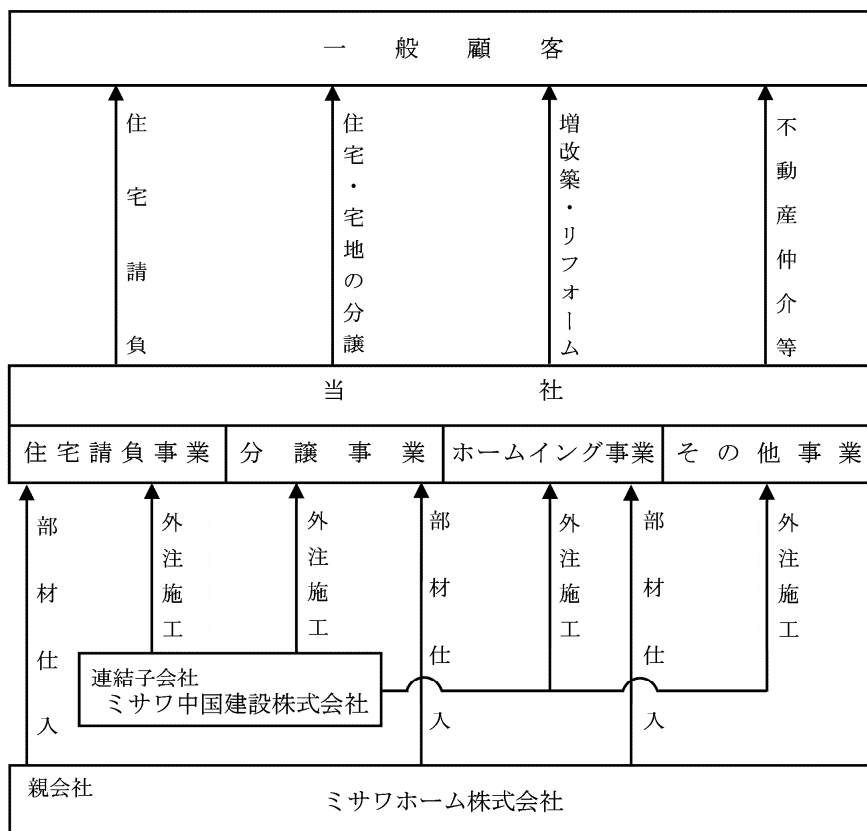 一般顧客
住宅請負
住宅・宅地の分譲
増改築・リフォーム
不動産仲介等
当社
住宅請負事業
分譲事業
ホームイング事業
その他事業
部材仕入
外注施工
外注施工
部材仕入
外注施工
部材仕入
外注施工
連結子会社
ミサワ中国建設株式会社
親会社
ミサワホーム株式会社